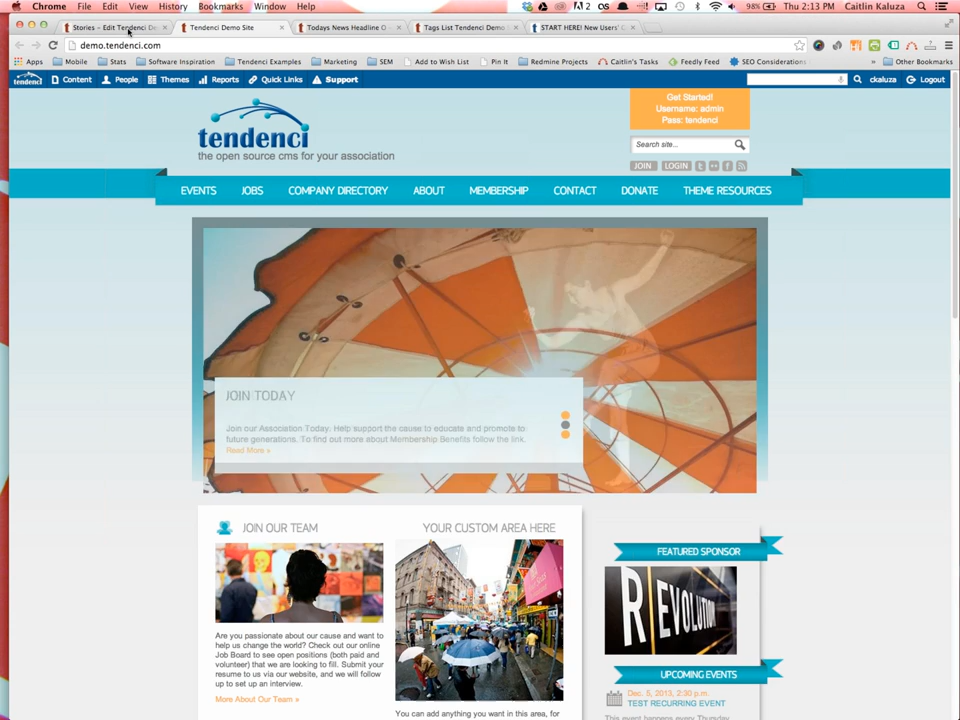 Chrome File Edit View History Bookmarks Window Help 2 98% Thu 2:13 PM Caitlin Kaluza
Stories – Edit Tendenci De Tendenci Demo Site Todays News Headline O Tags List Tendenci Demo START HERE! New Users' G
demo.tendenci.com
Apps Mobile Stats Software Inspiration Tendenci Examples Marketing SEM Add to Wish List Pin It Redmine Projects Caitlin's Tasks Feedly Feed SEO Considerations » Other Bookmarks
tendenci Content People Themes Reports Quick Links Support ckaluza Logout
Get Started!
Username: admin
Pass: tendenci
tendenci
the open source cms for your association
Search site...
JOIN LOGIN
EVENTS JOBS COMPANY DIRECTORY ABOUT MEMBERSHIP CONTACT DONATE THEME RESOURCES
JOIN TODAY
Join our Association Today. Help support the cause to educate and promote to
future generations. To find out more about Membership Benefits follow the link.
Read More »
JOIN OUR TEAM
Are you passionate about our cause and want to
help us change the world? Check out our online
Job Board to see open positions (both paid and
volunteer) that we are looking to fill. Submit your
resume to us via our website, and we will follow
up to set up an interview.
More About Our Team »
YOUR CUSTOM AREA HERE
You can add anything you want in this area, for
FEATURED SPONSOR
REVOLUTION
UPCOMING EVENTS
Dec. 5, 2013, 2:30 p.m.
TEST RECURRING EVENT
This event happens every Thursday